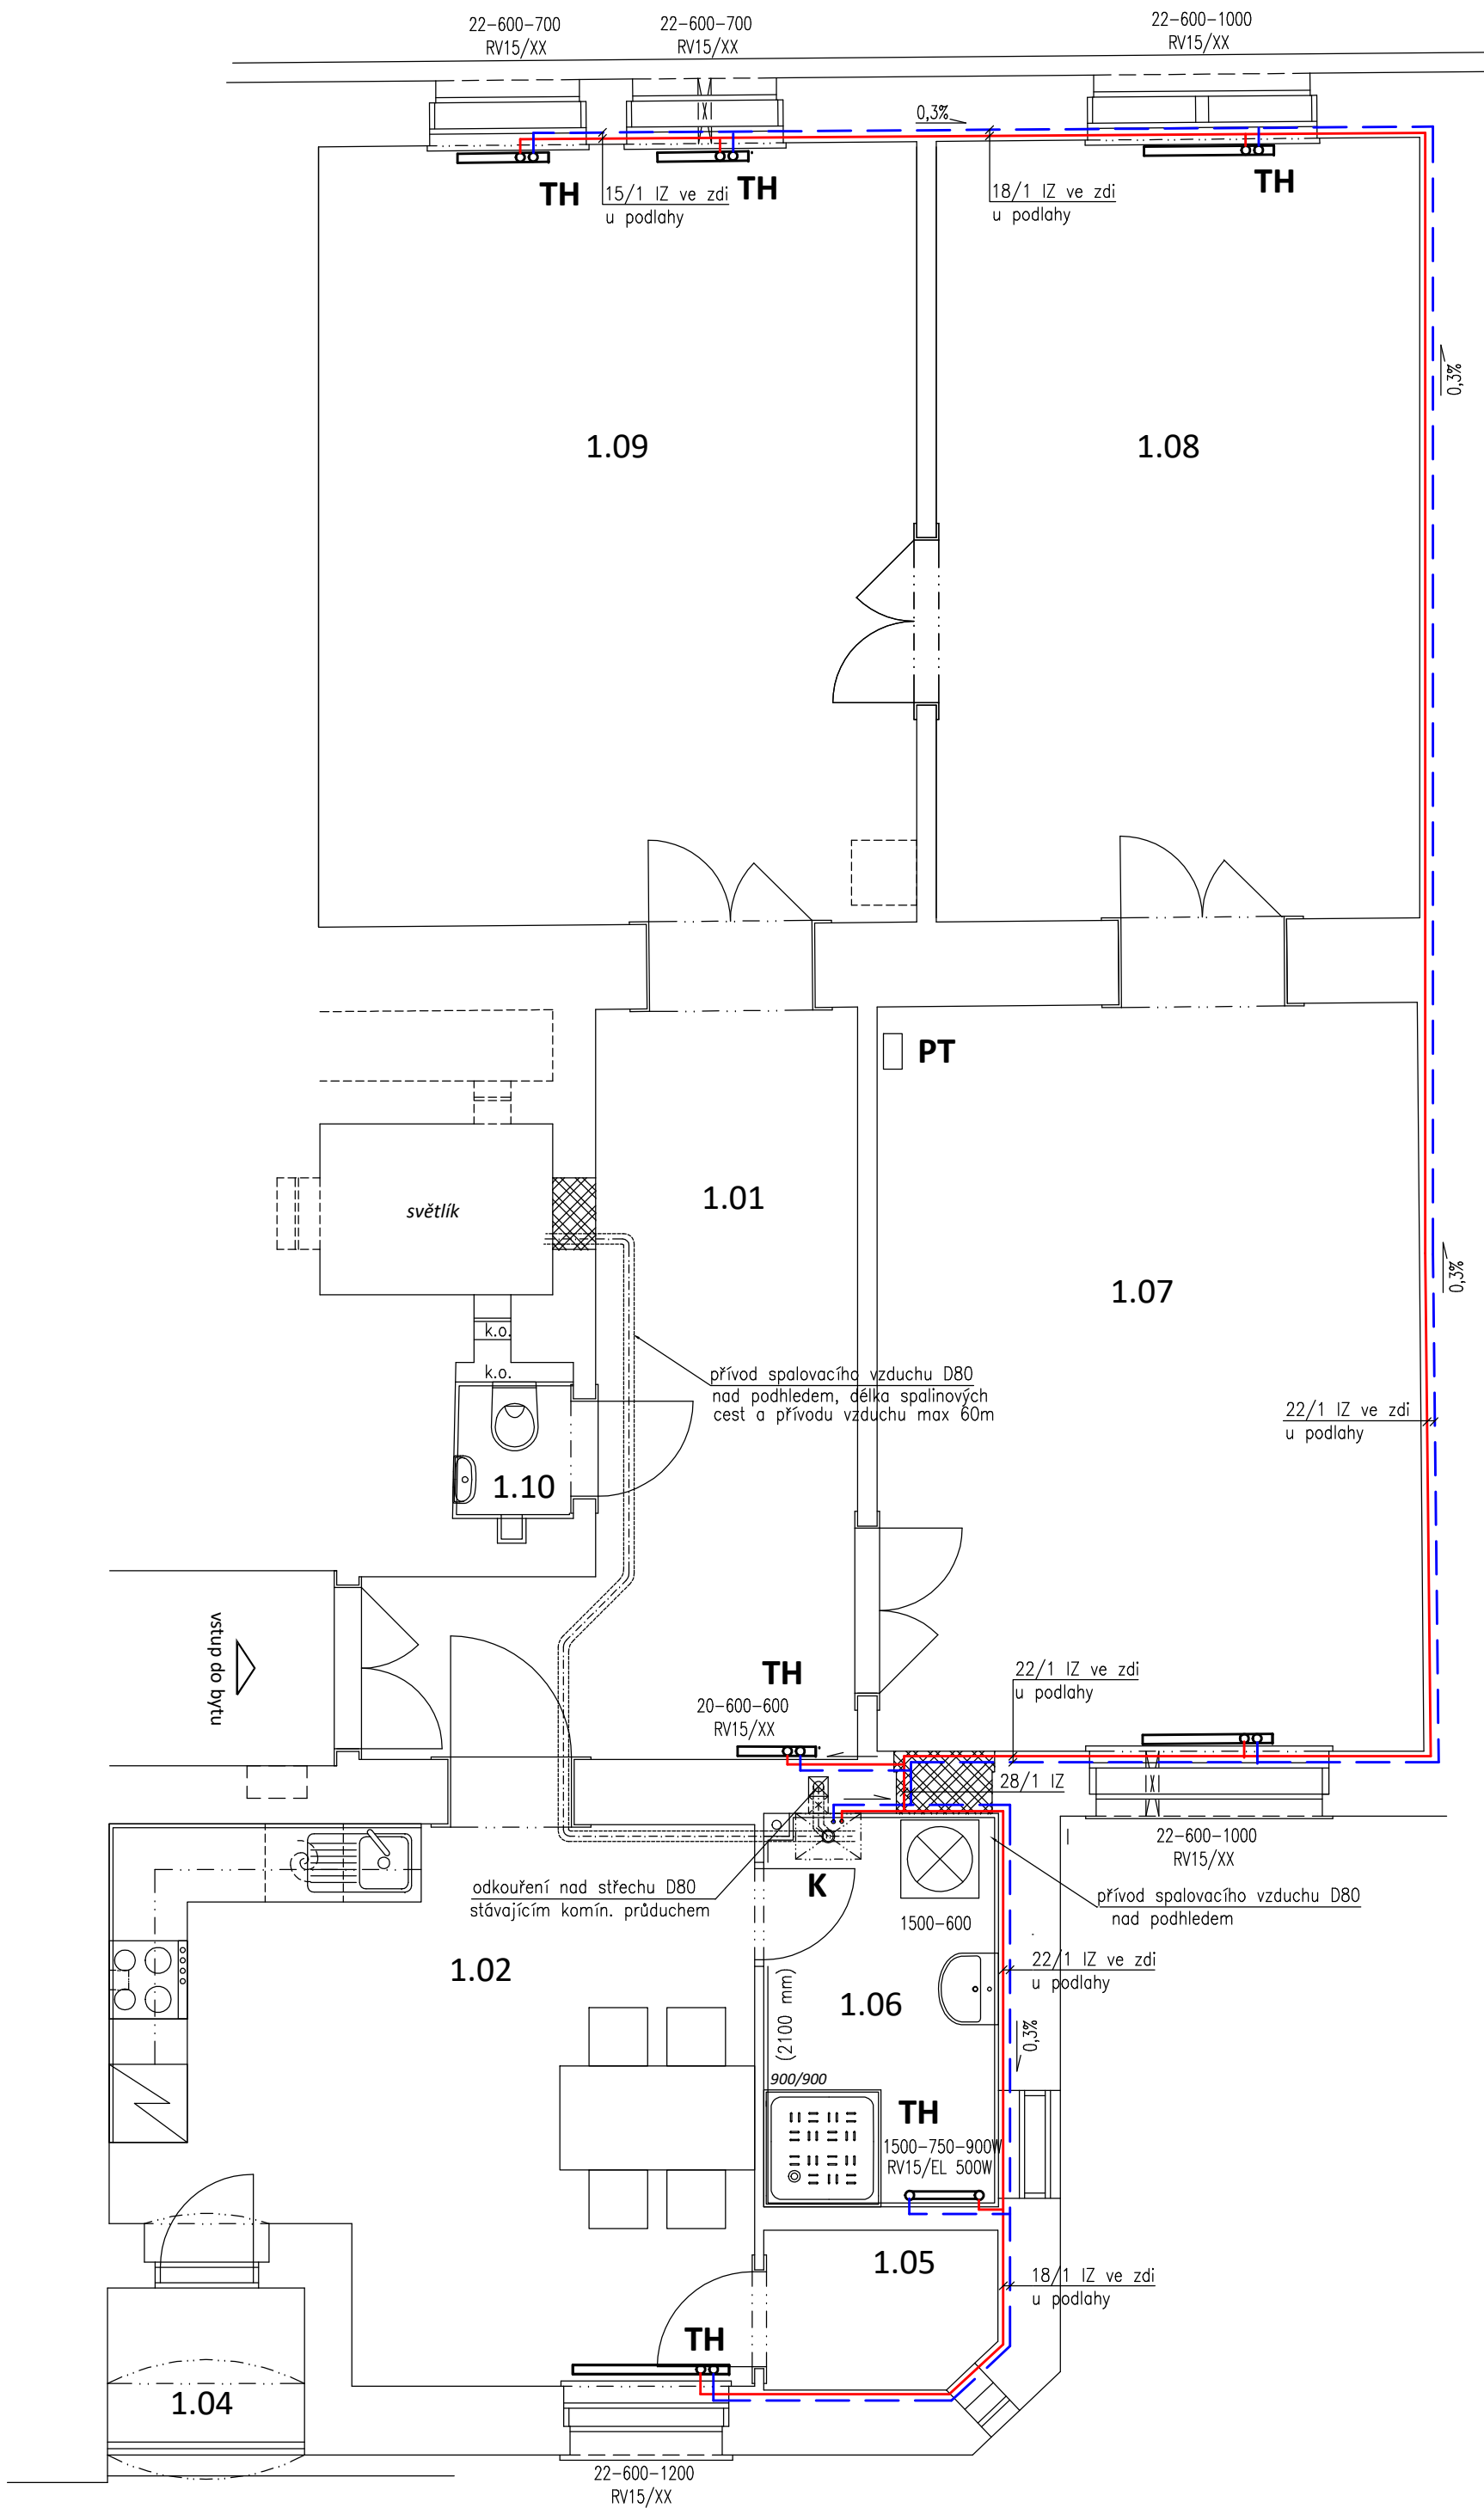 22-600-700
RV15/XX
22-600-700
RV15/XX
22-600-1000
RV15/XX
0,3%
TH
TH
TH
15/1 IZ ve zdi
u podlahy
18/1 IZ ve zdi
u podlahy
0,3%
1.09
1.08
PT
1.01
světlík
1.07
0,3%
k.o.
k.o.
přívod spalovacího vzduchu D80
nad podhledem, délka spalinových
cest a přívodu vzduchu max 60m
22/1 IZ ve zdi
u podlahy
1.10
vstup do bytu
TH
20-600-600
RV15/XX
22/1 IZ ve zdi
u podlahy
28/1 IZ
22-600-1000
RV15/XX
K
odkouření nad střechu D80
stávajícím komín. průduchem
přívod spalovacího vzduchu D80
nad podhledem
1500-600
1.02
22/1 IZ ve zdi
u podlahy
1.06
(2100 mm)
0,3%
900/900
TH
1500-750-900W
RV15/EL 500W
1.05
18/1 IZ ve zdi
u podlahy
TH
1.04
22-600-1200
RV15/XX